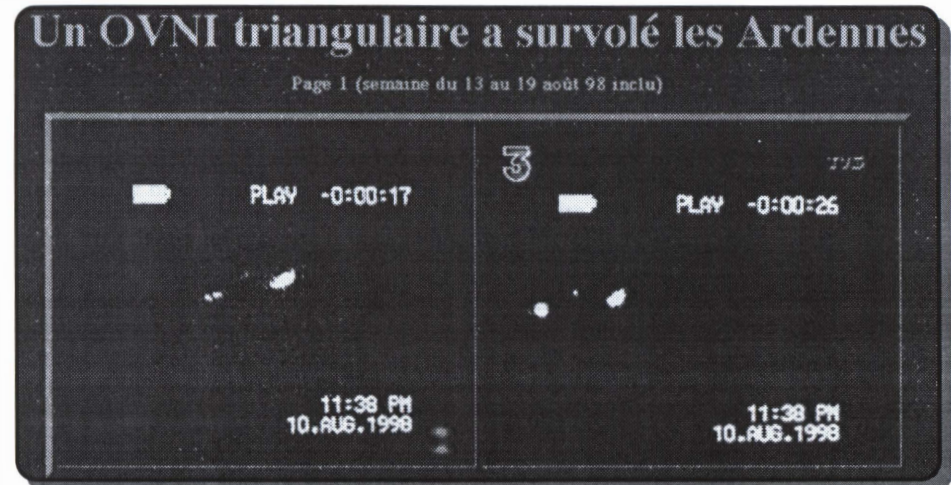 Un OVNI triangulaire a survolé les Ardennes
Page 1 (semaine du 13 au 19 août 98 inclu)
PLAY -0:00:17
11:38 PM
10.AUG.1998
3
PLAY -0:00:26
11:38 PM
10.AUG.1998